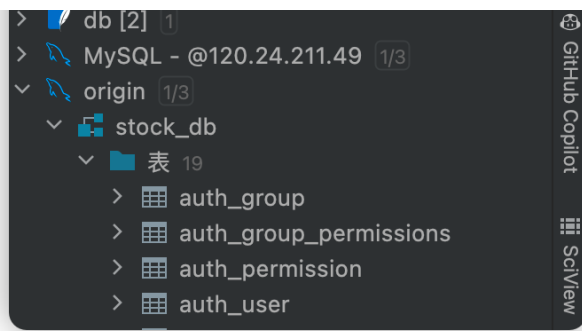 db [2] 1
MySQL - @120.24.211.49 1/3
origin 1/3
stock_db
表 19
auth_group
auth_group_permissions
auth_permission
auth_user
GitHub Copilot
SciView